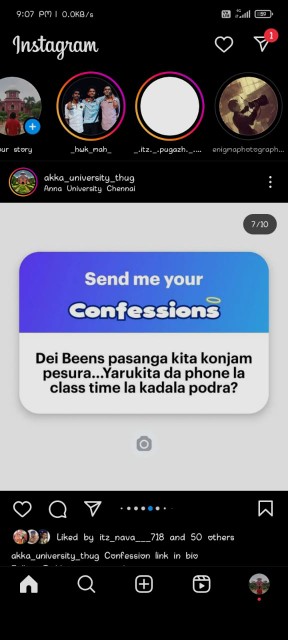 9:07 PM | 0.0KB/s
Instagram
1
our story
_hwk_mah_
_.itz._.pugazh._....
enigmaphotograph...
akka_university_thug
Anna University Chennai
7/10
Send me your
Confessions
Dei Beens pasanga kita konjam
pesura...Yarukita da phone la
class time la kadala podra?
Liked by itz_nava___718 and 50 others
akka_university_thug Confession link in bio